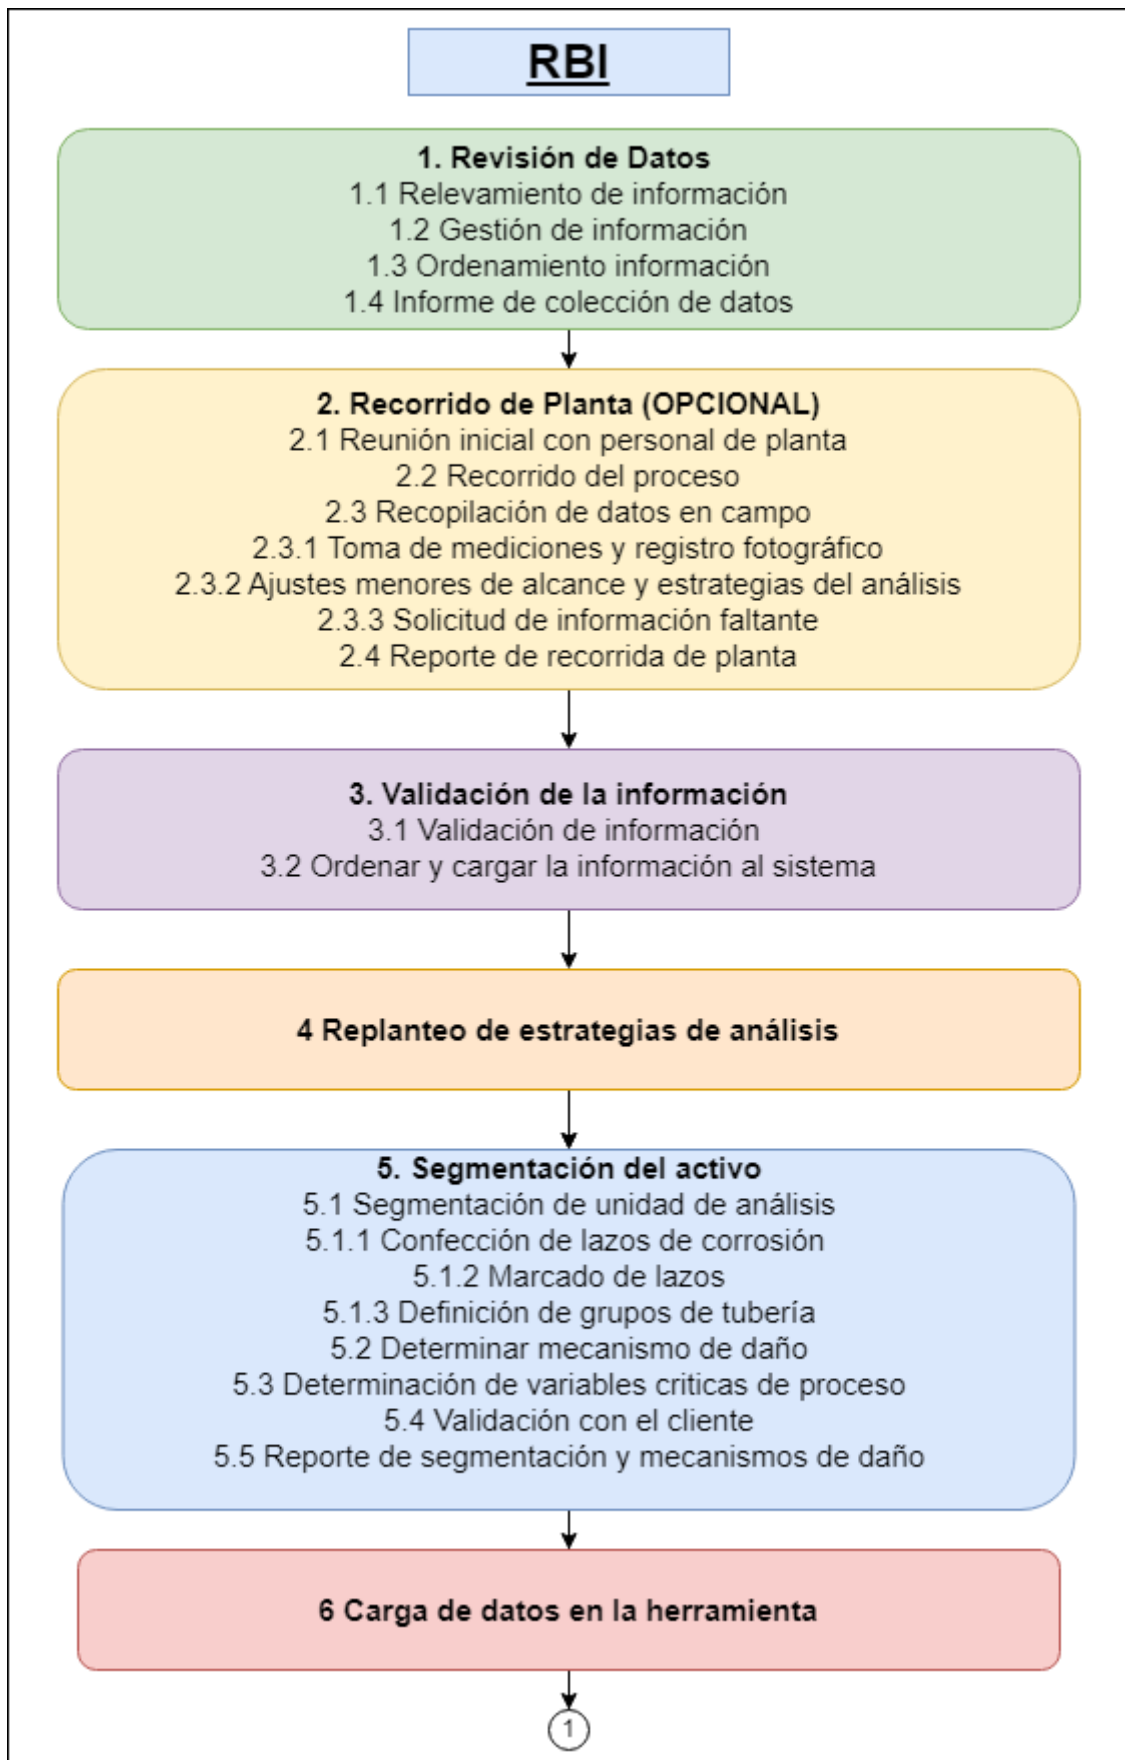 RBI
1. Revisión de Datos
1.1 Relevamiento de información
1.2 Gestión de información
1.3 Ordenamiento información
1.4 Informe de colección de datos
2. Recorrido de Planta (OPCIONAL)
2.1 Reunión inicial con personal de planta
2.2 Recorrido del proceso
2.3 Recopilación de datos en campo
2.3.1 Toma de mediciones y registro fotográfico
2.3.2 Ajustes menores de alcance y estrategias del análisis
2.3.3 Solicitud de información faltante
2.4 Reporte de recorrida de planta
3. Validación de la información
3.1 Validación de información
3.2 Ordenar y cargar la información al sistema
4 Replanteo de estrategias de análisis
5. Segmentación del activo
5.1 Segmentación de unidad de análisis
5.1.1 Confección de lazos de corrosión
5.1.2 Marcado de lazos
5.1.3 Definición de grupos de tubería
5.2 Determinar mecanismo de daño
5.3 Determinación de variables criticas de proceso
5.4 Validación con el cliente
5.5 Reporte de segmentación y mecanismos de daño
6 Carga de datos en la herramienta
1